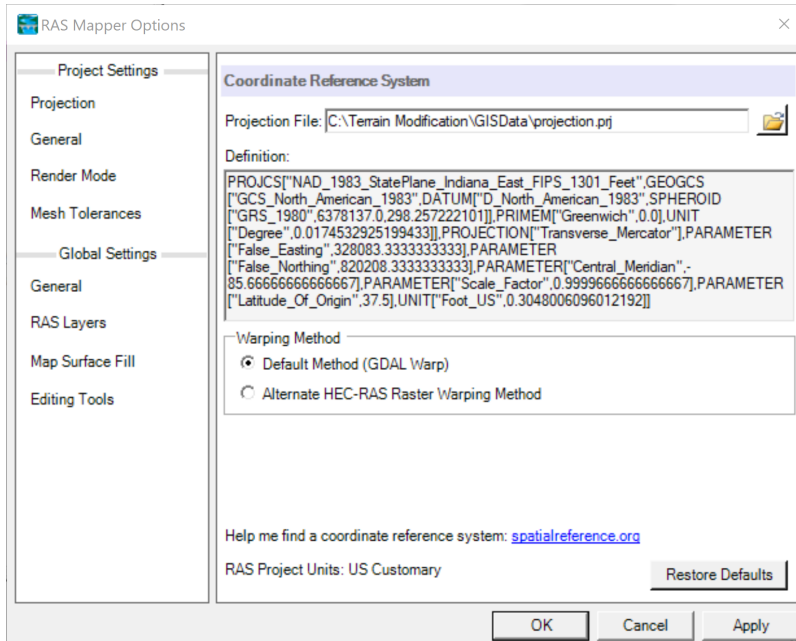 RAS Mapper Options
Project Settings
Projection
General
Render Mode
Mesh Tolerances
Global Settings
General
RAS Layers
Map Surface Fill
Editing Tools
Coordinate Reference System
Projection File: C:\Terrain Modification\GISData\projection.prj
Definition:
PROJCS["NAD_1983_StatePlane_Indiana_East_FIPS_1301_Feet",GEOGCS
["GCS_North_American_1983",DATUM["D_North_American_1983",SPHEROID
["GRS_1980",6378137.0,298.257222101]],PRIMEM["Greenwich",0.0],UNIT
["Degree",0.0174532925199433]],PROJECTION["Transverse_Mercator"],PARAMETER
["False_Easting",328083.3333333333],PARAMETER
["False_Northing",820208.3333333333],PARAMETER["Central_Meridian",-
85.66666666666667],PARAMETER["Scale_Factor",0.9999666666666667],PARAMETER
["Latitude_Of_Origin",37.5],UNIT["Foot_US",0.3048006096012192]]
Warping Method
Default Method (GDAL Warp)
Alternate HEC-RAS Raster Warping Method
Help me find a coordinate reference system: spatialreference.org
RAS Project Units: US Customary
Restore Defaults
OK
Cancel
Apply